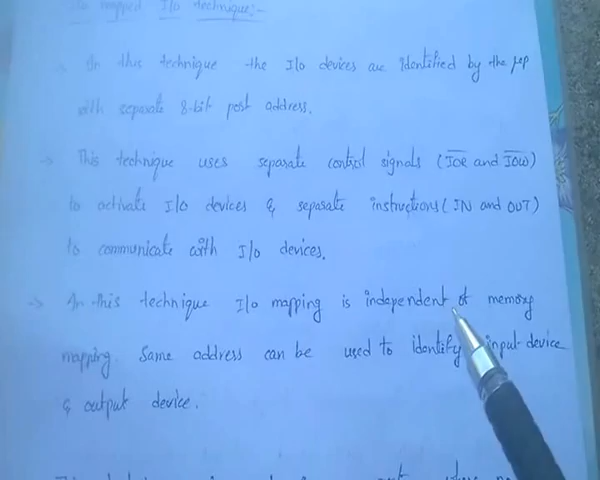 I/o mapped I/o technique:-
In this technique the I/o devices are identified by the μp
with separate 8-bit port address.
→ This technique uses separate control signals (I̅O̅R̅ and I̅O̅W̅)
to activate I/o devices & separate instructions (IN and OUT)
to communicate with I/o devices.
→ In this technique I/o mapping is independent of memory
mapping. Same address can be used to identify input device
& output device.